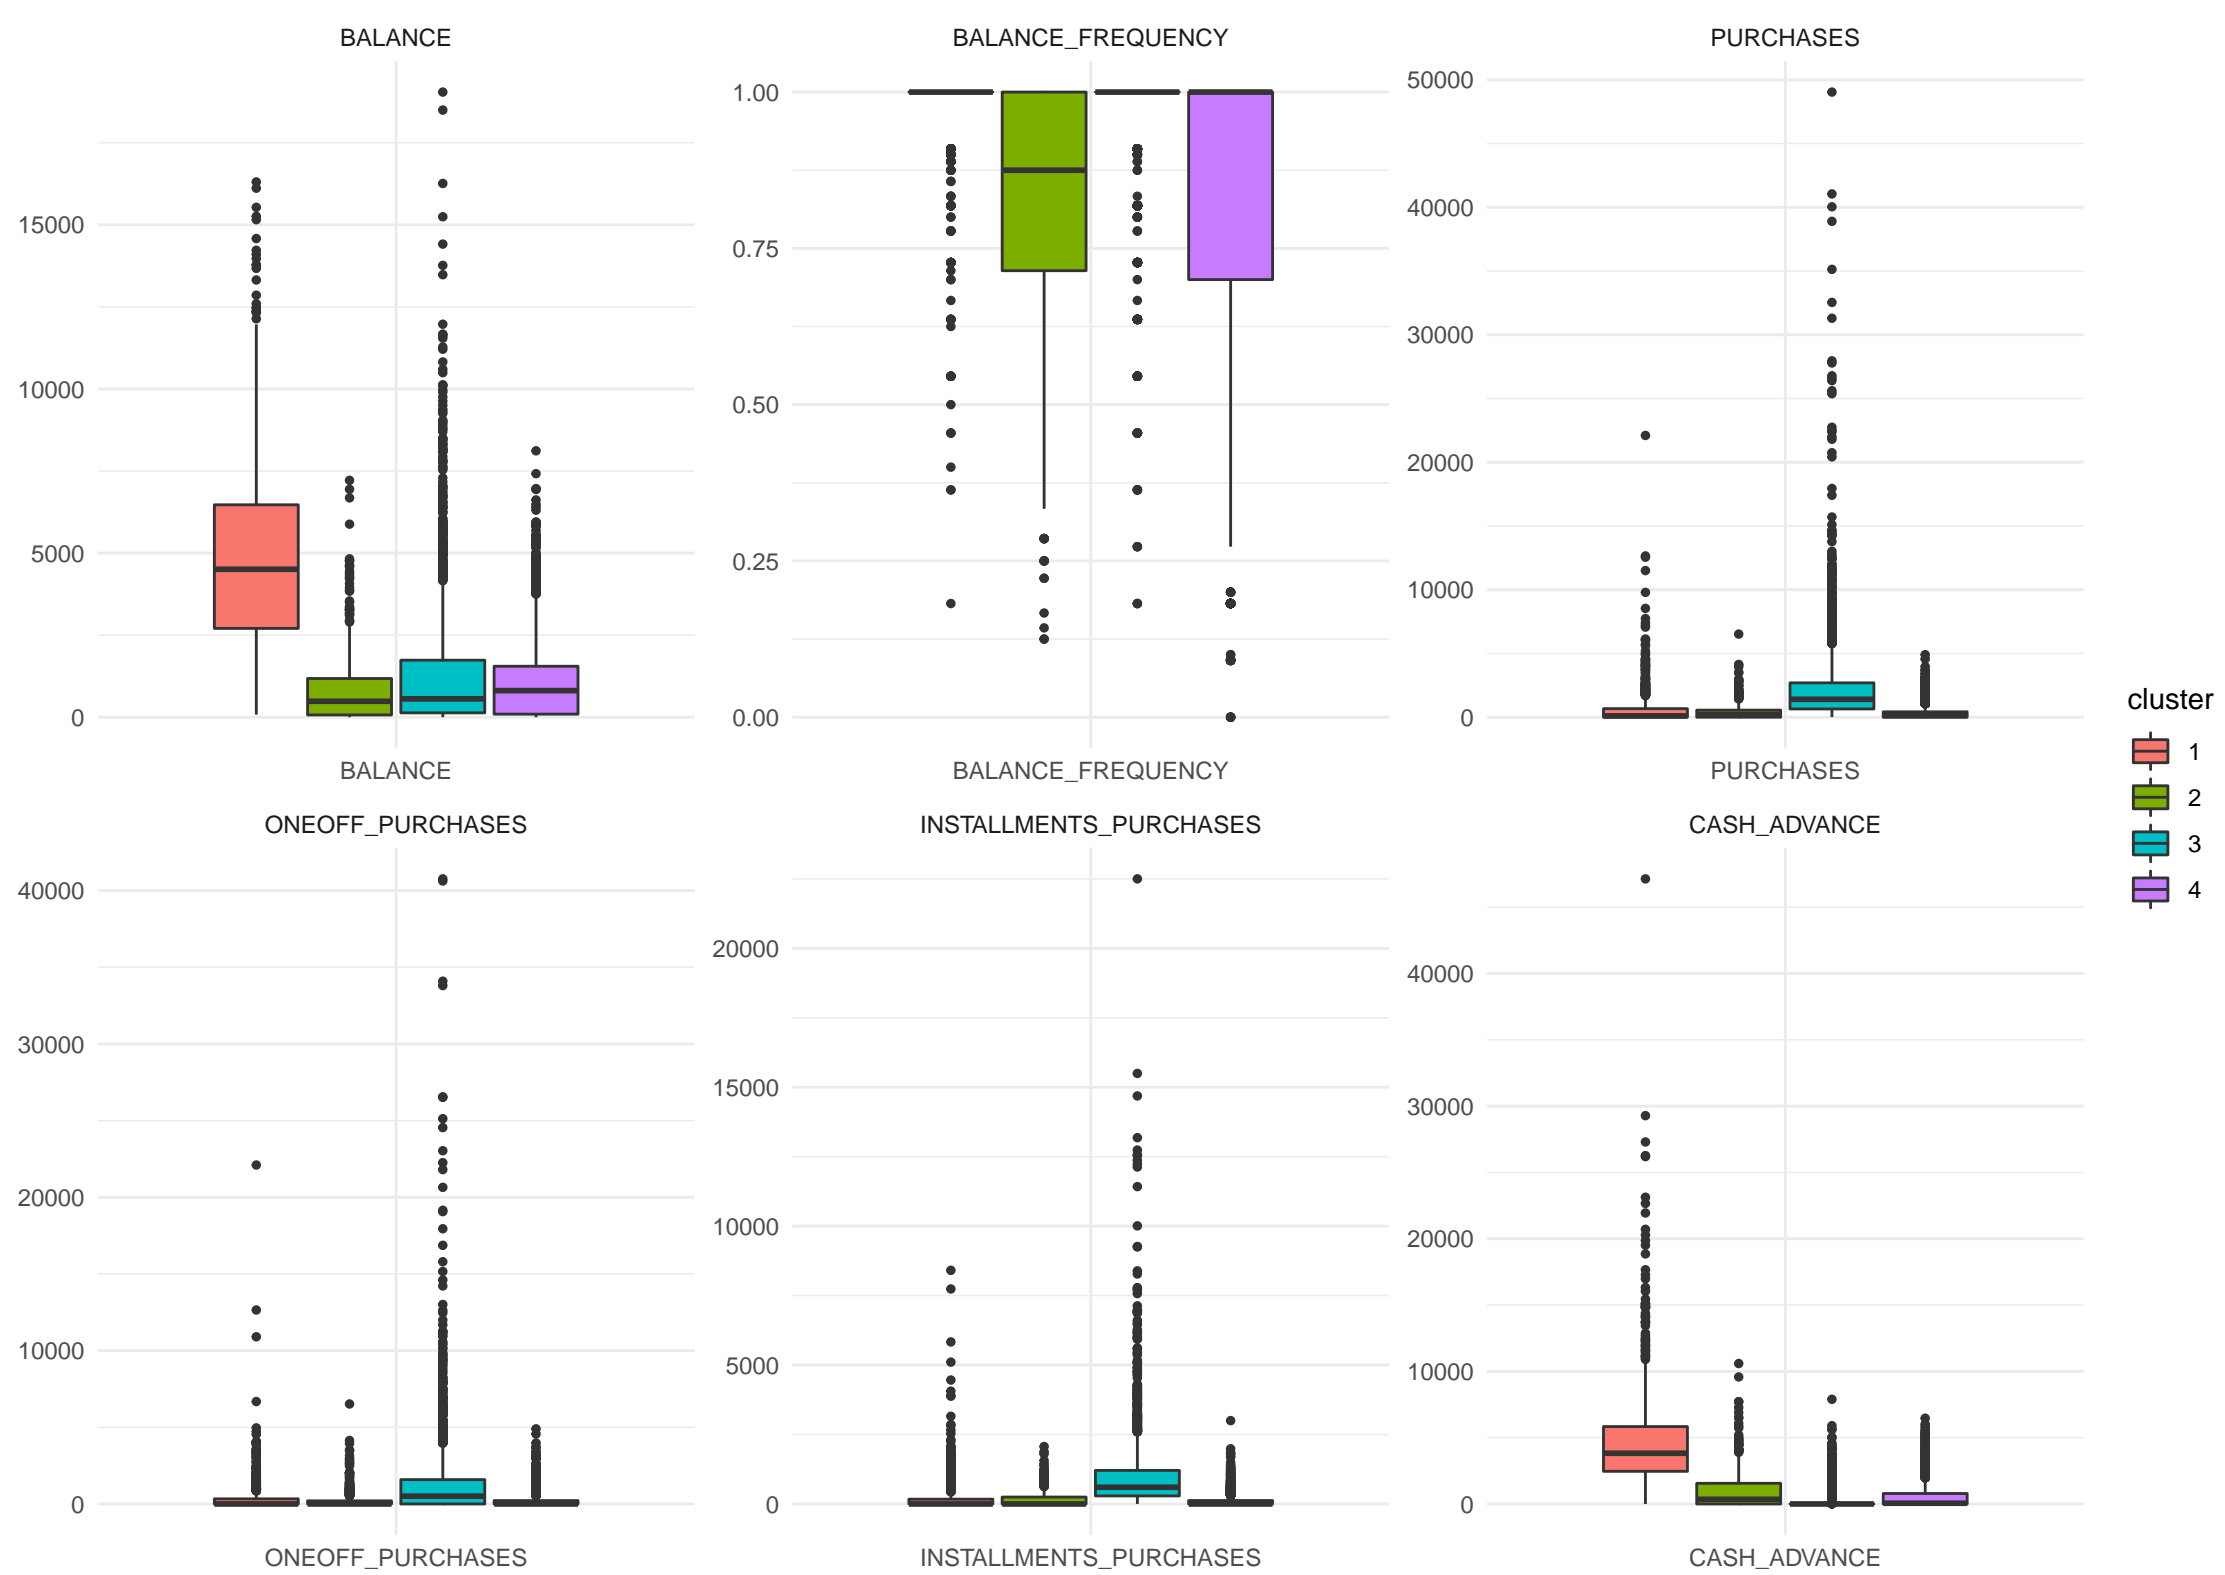 BALANCE
BALANCE_FREQUENCY
PURCHASES
15000
10000
5000
0
BALANCE
1.00
0.75
0.50
0.25
0.00
BALANCE_FREQUENCY
50000
40000
30000
20000
10000
0
PURCHASES
ONEOFF_PURCHASES
INSTALLMENTS_PURCHASES
CASH_ADVANCE
40000
30000
20000
10000
0
ONEOFF_PURCHASES
20000
15000
10000
5000
0
INSTALLMENTS_PURCHASES
40000
30000
20000
10000
0
CASH_ADVANCE
cluster
1
2
3
4